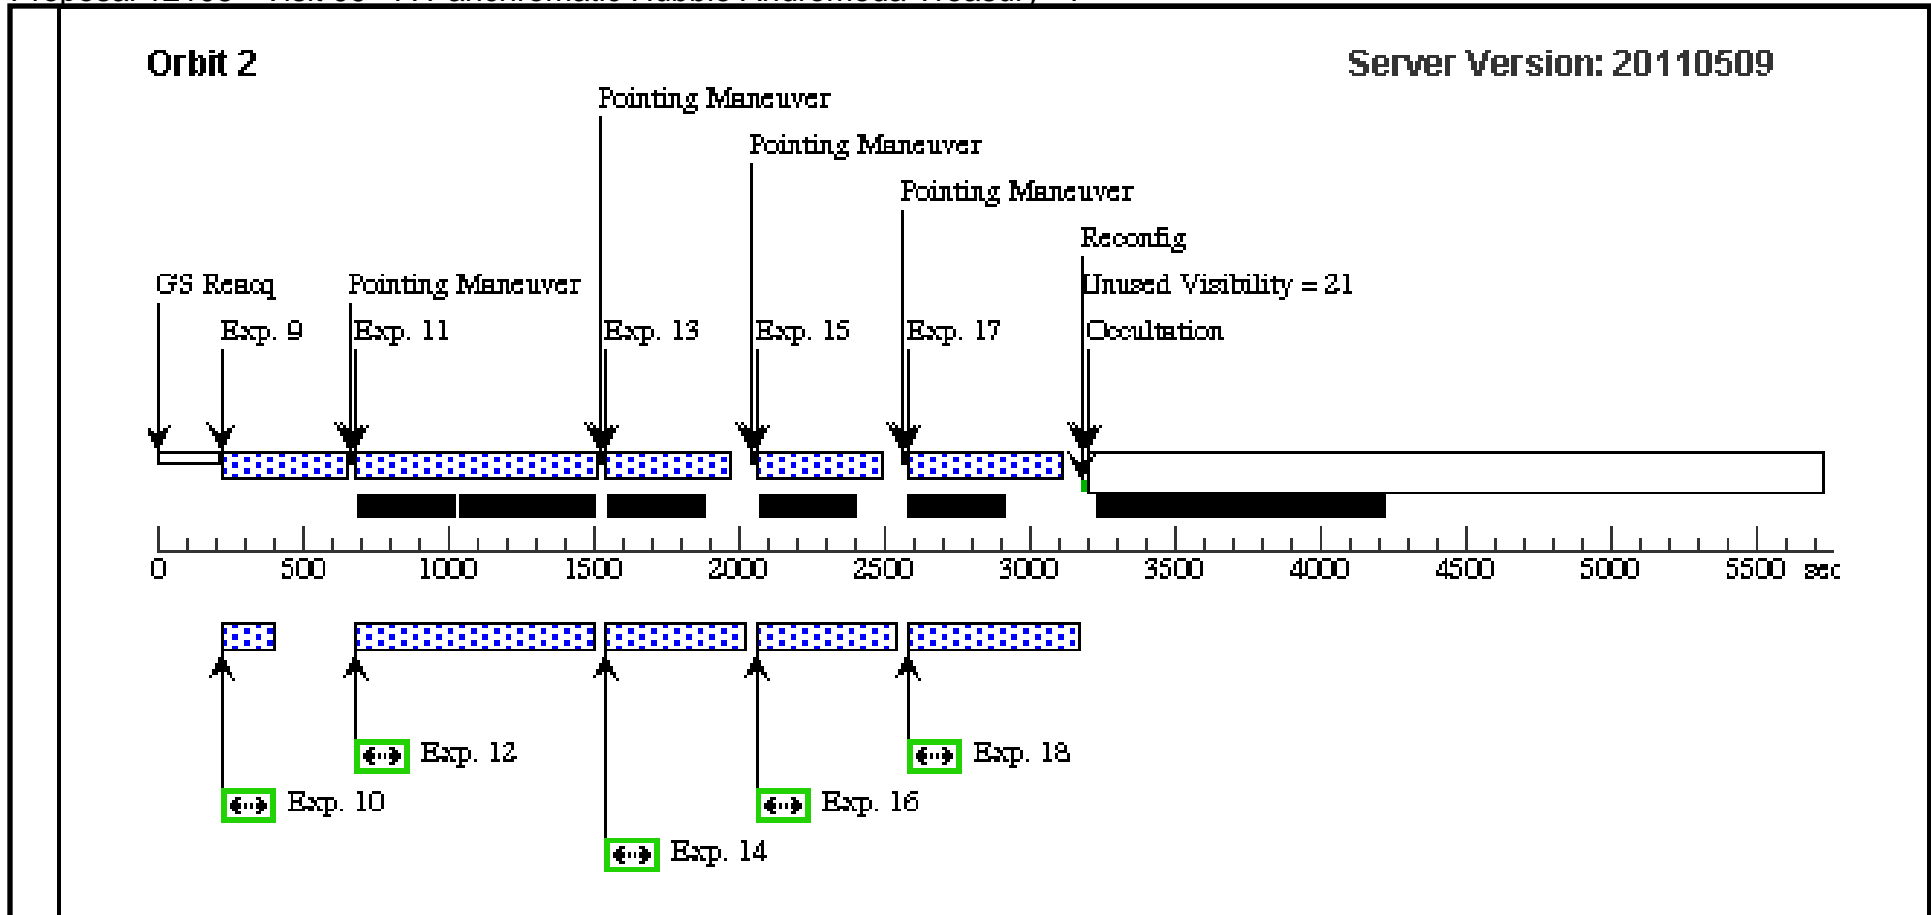 Orbit 2
Server Version: 20110509
Pointing Maneuver
Pointing Maneuver
Pointing Maneuver
Reconfig
GS Reacq
Pointing Maneuver
Unused Visibility = 21
Exp. 9
Exp. 11
Exp. 13
Exp. 15
Exp. 17
Occultation
0 500 1000 1500 2000 2500 3000 3500 4000 4500 5000 5500 sec
Exp. 12
Exp. 18
Exp. 10
Exp. 16
Exp. 14